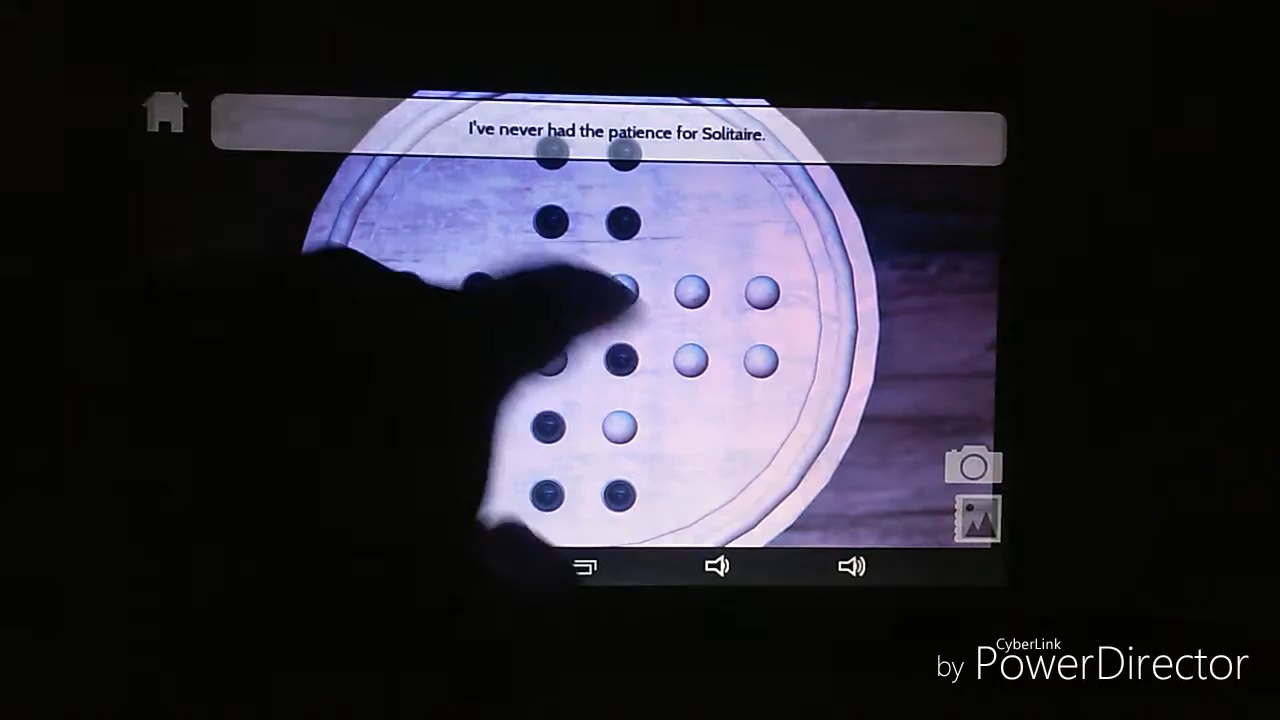 I've never had the patience for Solitaire.
CyberLink
by PowerDirector